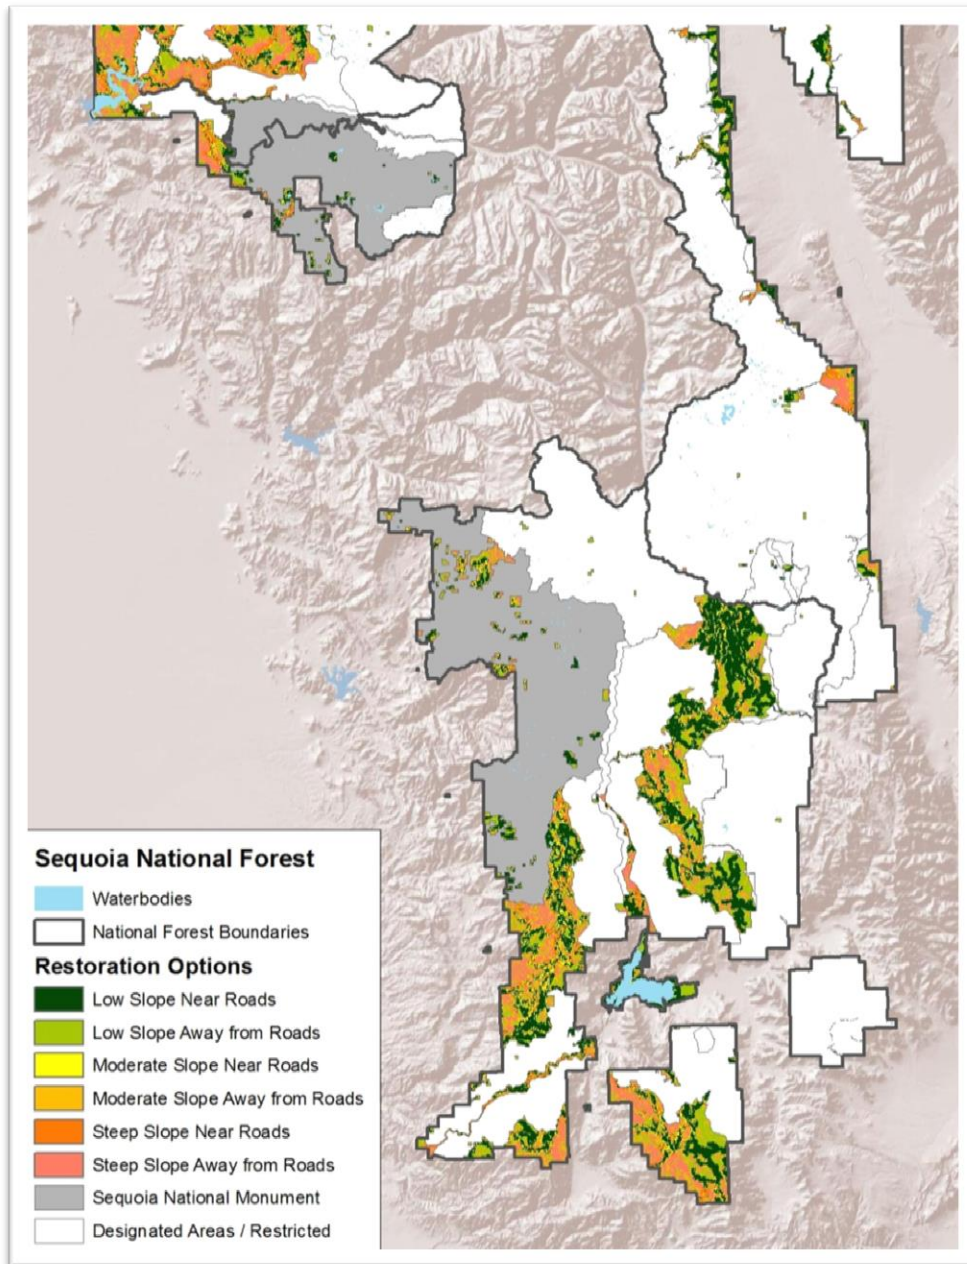 Sequoia National Forest
Waterbodies
National Forest Boundaries
Restoration Options
Low Slope Near Roads
Low Slope Away from Roads
Moderate Slope Near Roads
Moderate Slope Away from Roads
Steep Slope Near Roads
Steep Slope Away from Roads
Sequoia National Monument
Designated Areas / Restricted